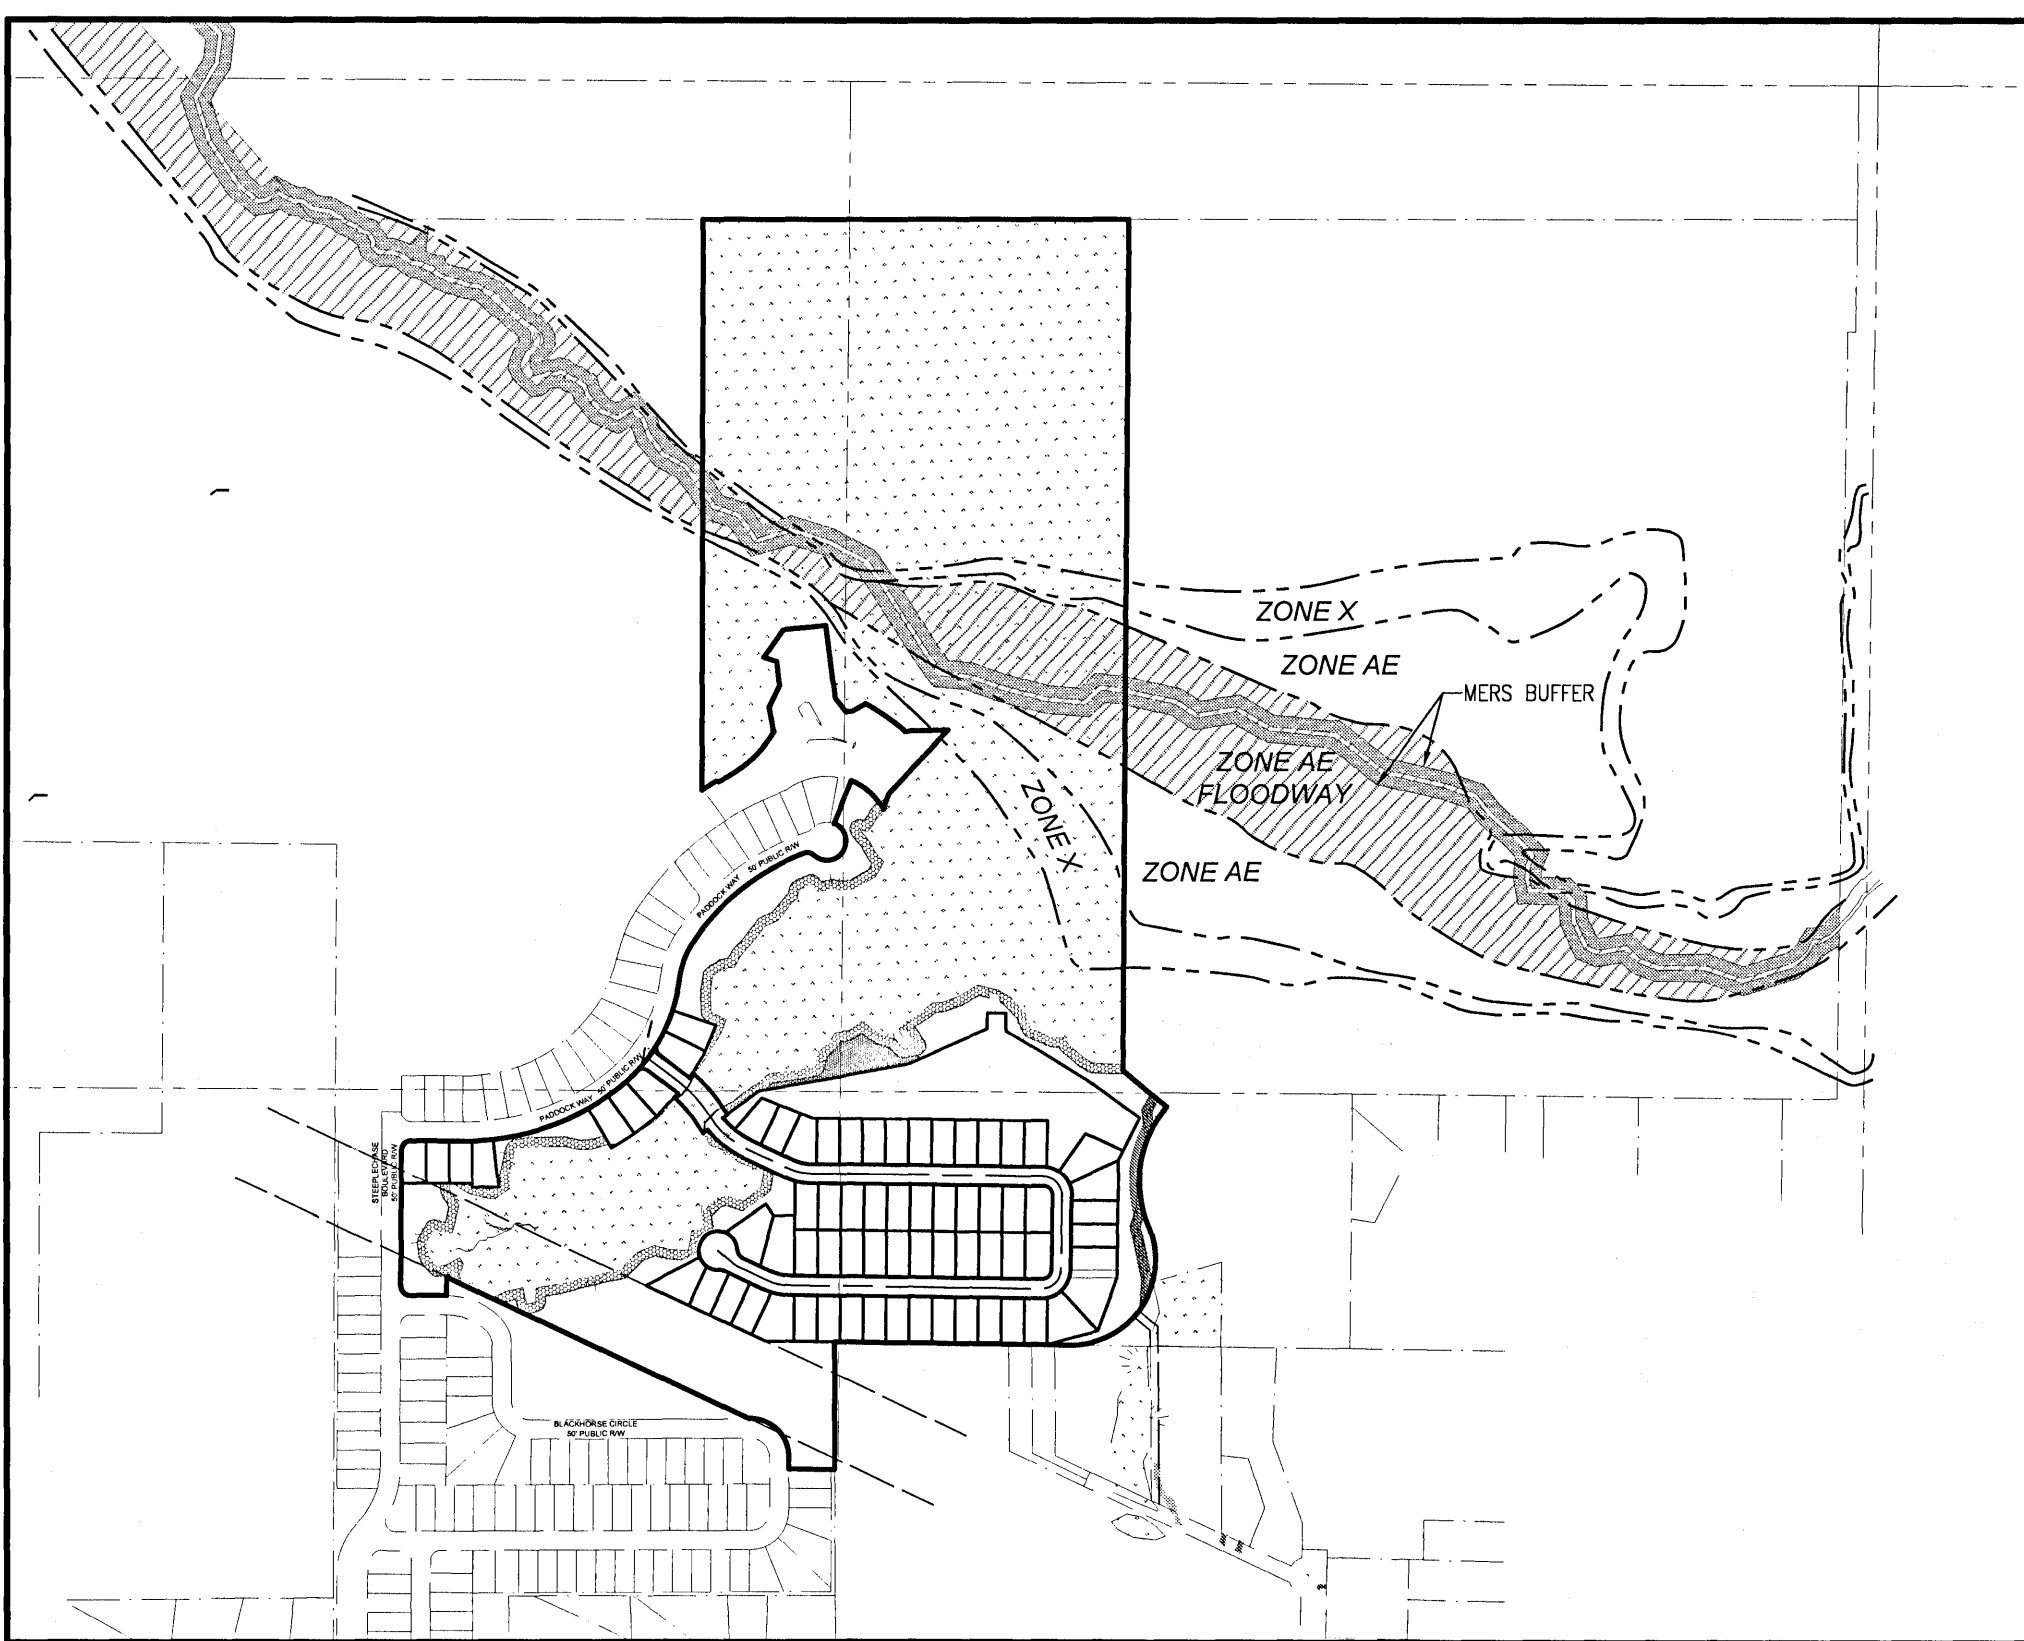 ZONE X
ZONE AE
MERS BUFFER
ZONE AE
FLOODWAY
ZONE X
ZONE AE
PADDOCK WAY 50' PUBLIC R/W
PADDOCK WAY 50' PUBLIC R/W
STEEPLECHASE
BOULEVARD
50' PUBLIC R/W
BLACKHORSE CIRCLE
50' PUBLIC R/W